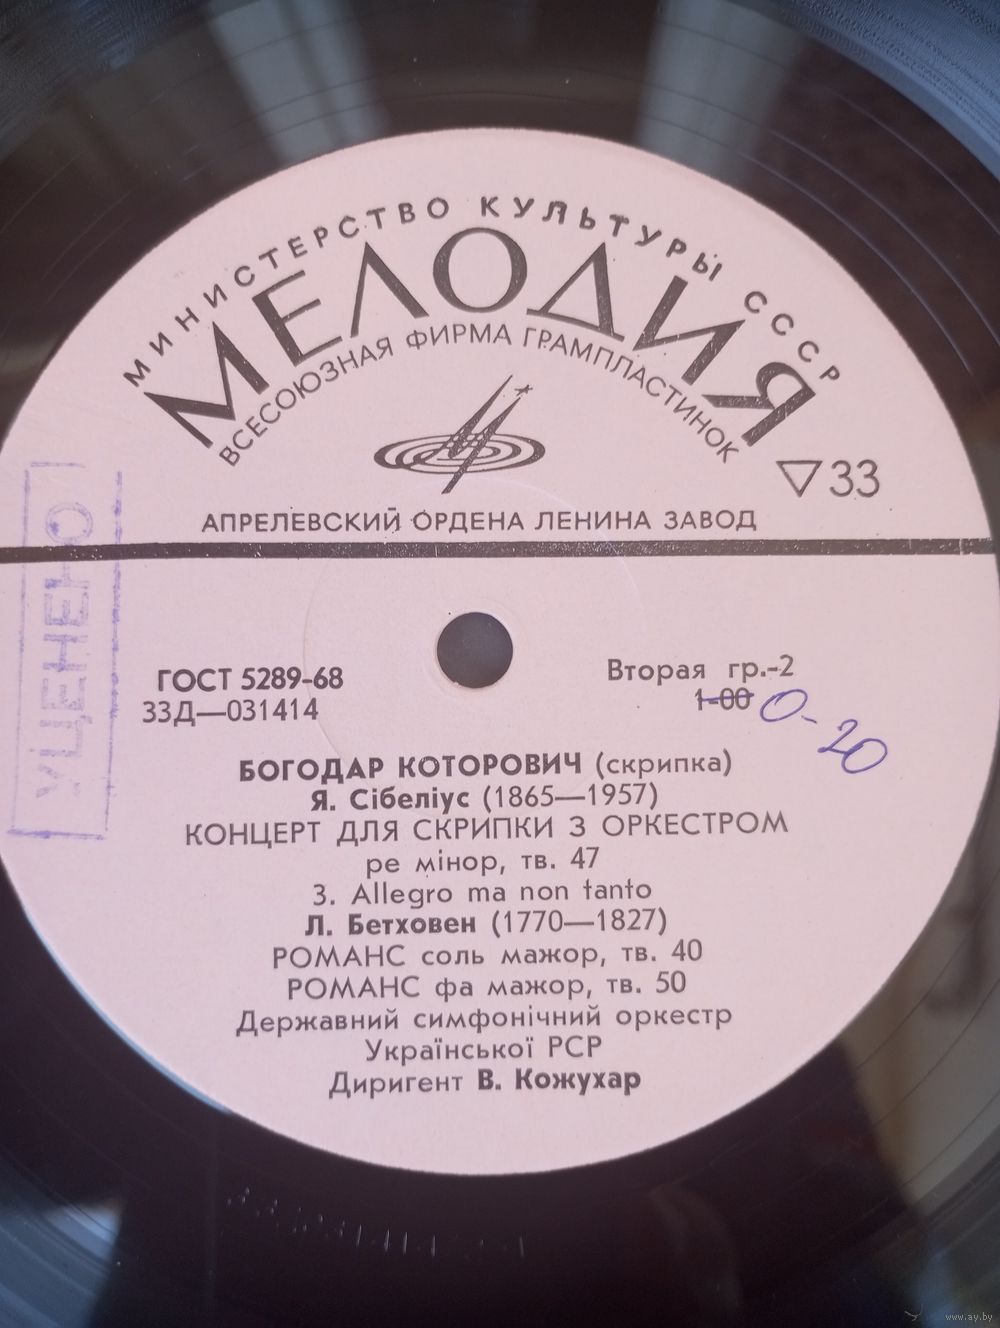 МИНИСТЕРСТВО КУЛЬТУРЫ СССР
МЕЛОДИЯ
ВСЕСОЮЗНАЯ ФИРМА ГРАМПЛАСТИНОК
33
АПРЕЛЕВСКИЙ ОРДЕНА ЛЕНИНА ЗАВОД
УЦЕНЕНО
ГОСТ 5289-68
33Д—031414
Вторая гр.-2
1-00 0-20
БОГОДАР КОТОРОВИЧ (скрипка)
Я. Сібеліус (1865—1957)
КОНЦЕРТ ДЛЯ СКРИПКИ З ОРКЕСТРОМ
ре мінор, тв. 47
3. Allegro ma non tanto
Л. Бетховен (1770—1827)
РОМАНС соль мажор, тв. 40
РОМАНС фа мажор, тв. 50
Державний симфонічний оркестр
Української РСР
Диригент В. Кожухар
www.ay.by